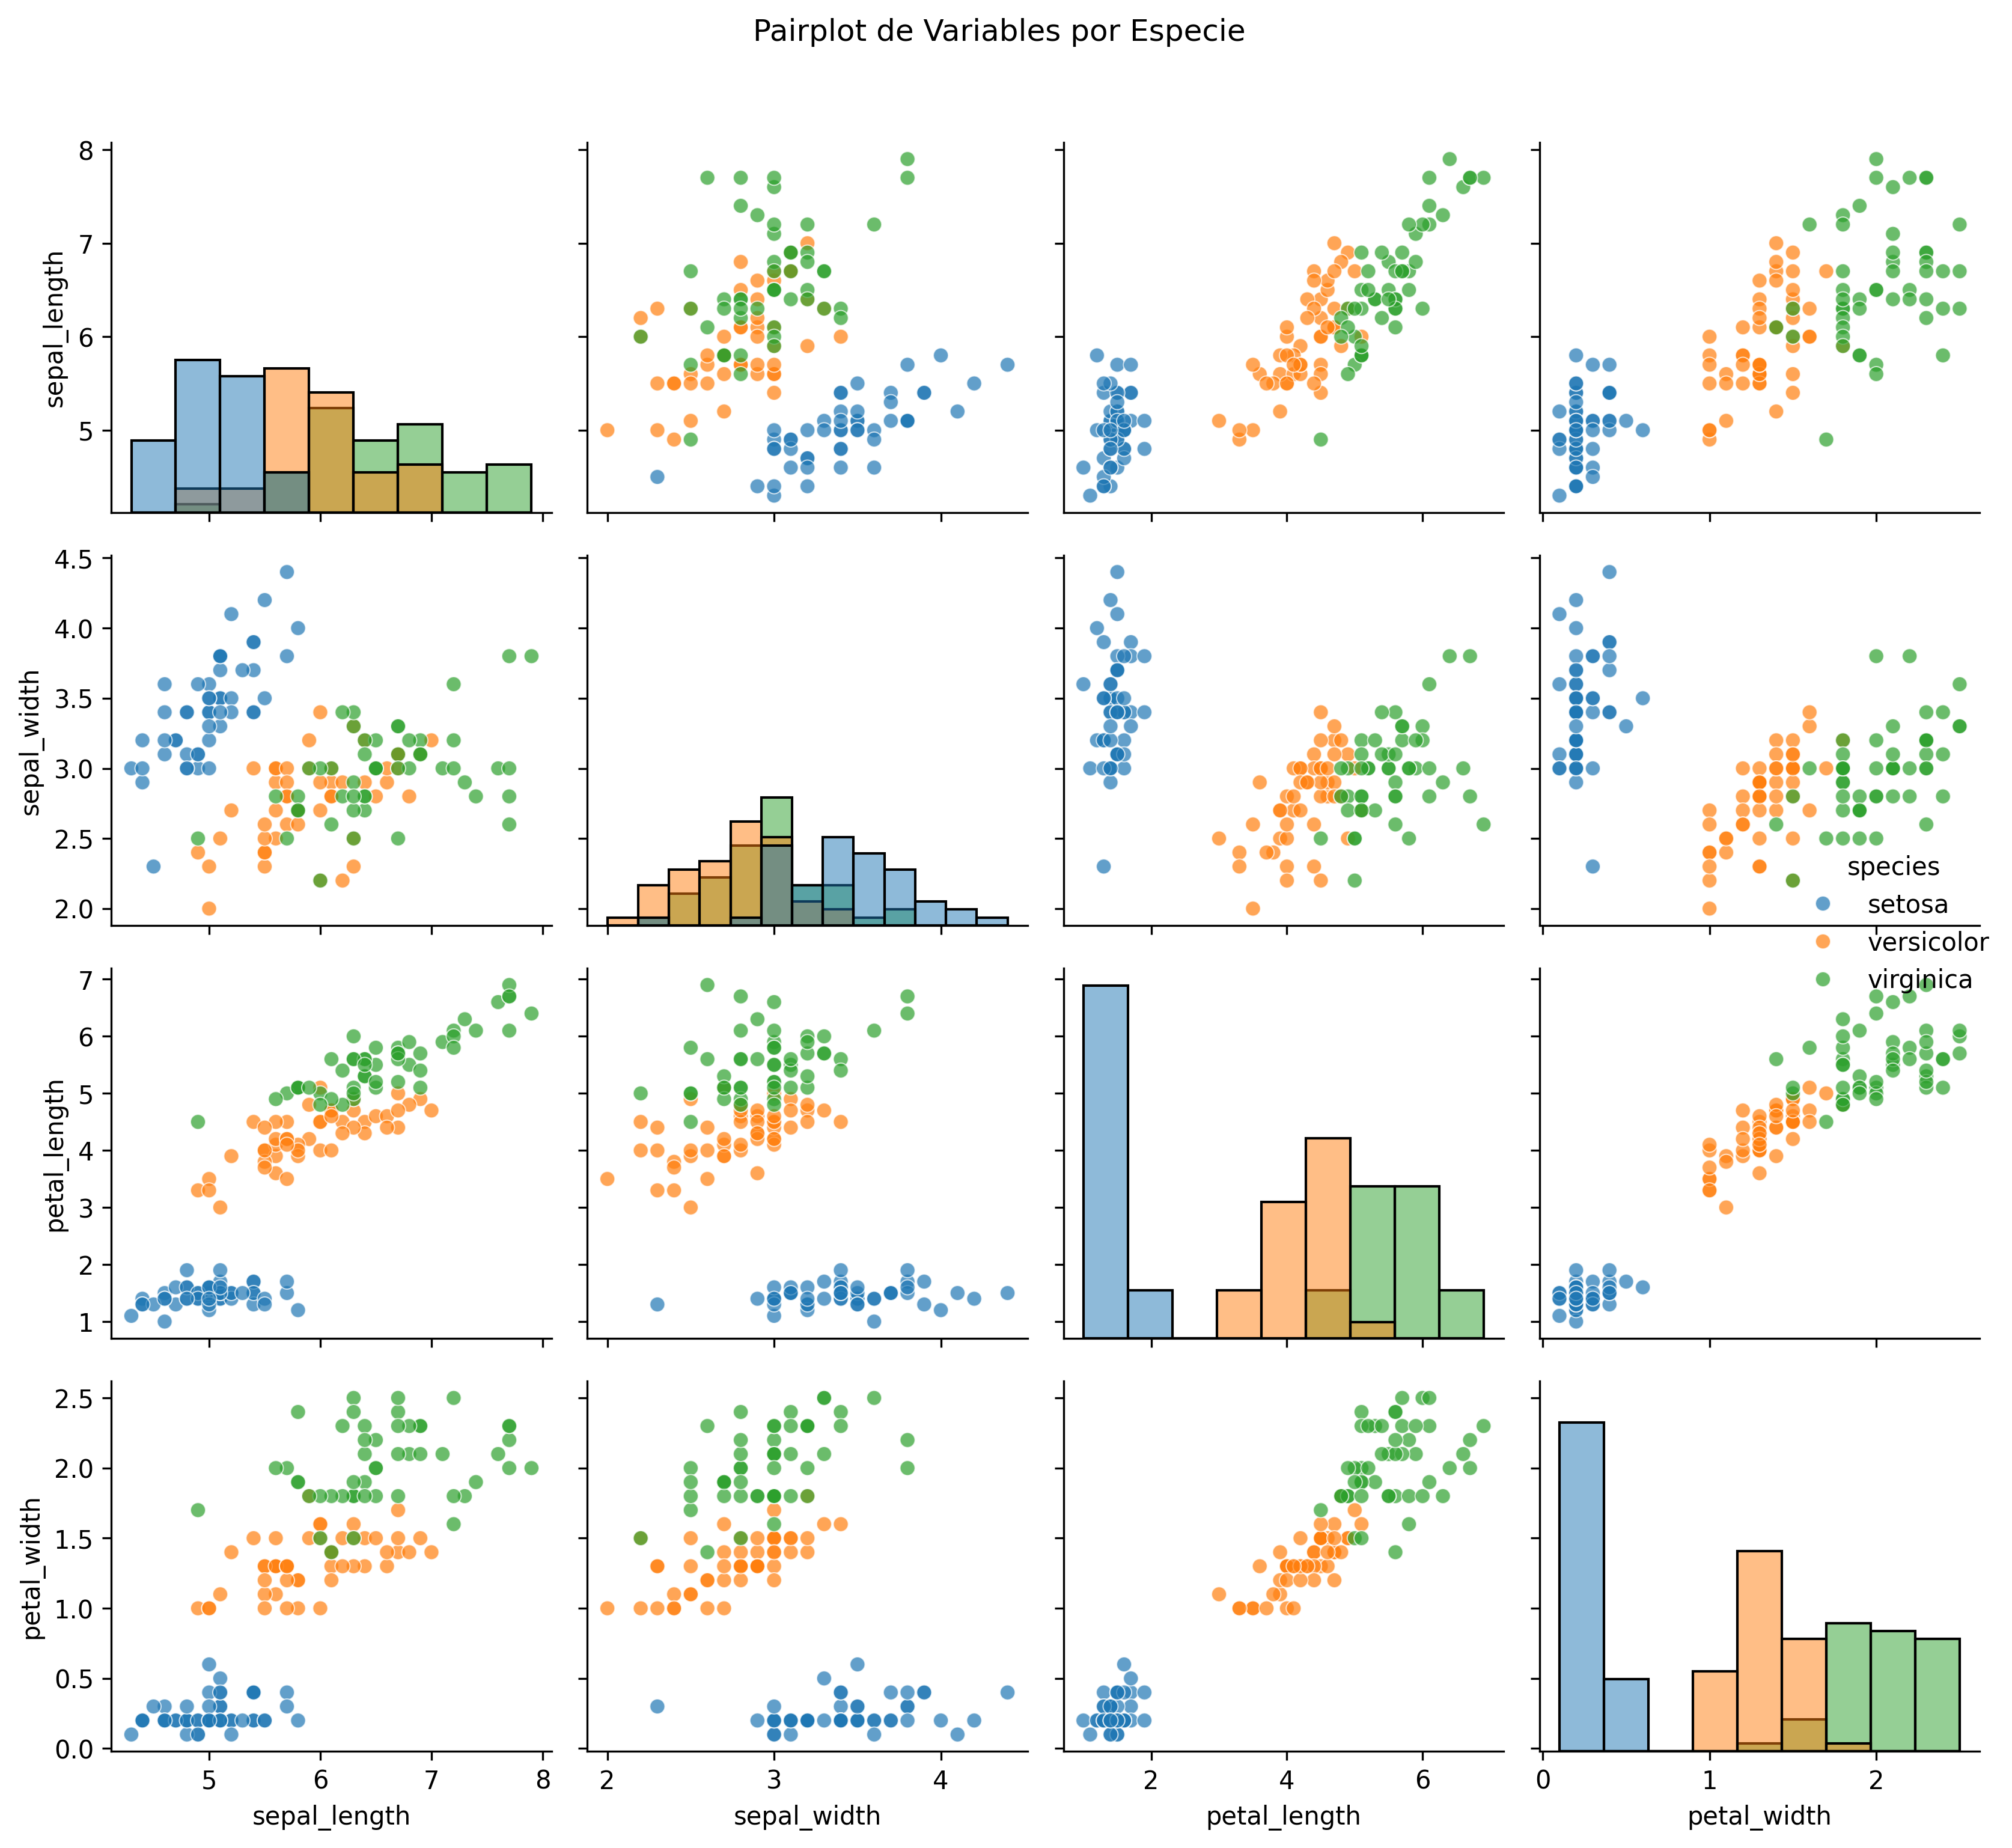 Pairplot de Variables por Especie
8
7
6
5
sepal_length
4.5
4.0
3.5
3.0
2.5
2.0
sepal_width
species
setosa
versicolor
virginica
7
6
5
4
3
2
1
petal_length
2.5
2.0
1.5
1.0
0.5
0.0
petal_width
5 6 7 8
2 3 4
2 4 6
0 1 2
sepal_length sepal_width petal_length petal_width